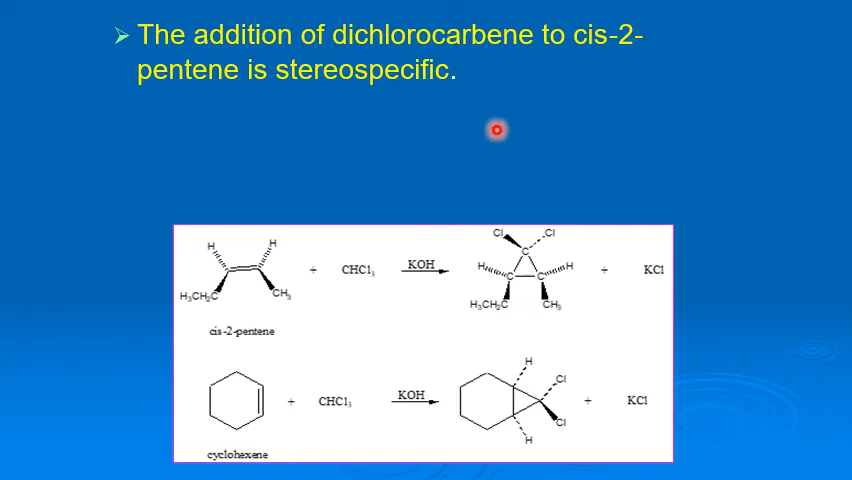 The addition of dichlorocarbene to cis-2-
pentene is stereospecific.
H H Cl Cl
H₃CH₂C CH₃ + CHCl₃ KOH C H H C C H₃CH₂C CH₃ + KCl
cis-2-pentene
+ CHCl₃ KOH H Cl Cl H + KCl
cyclohexene